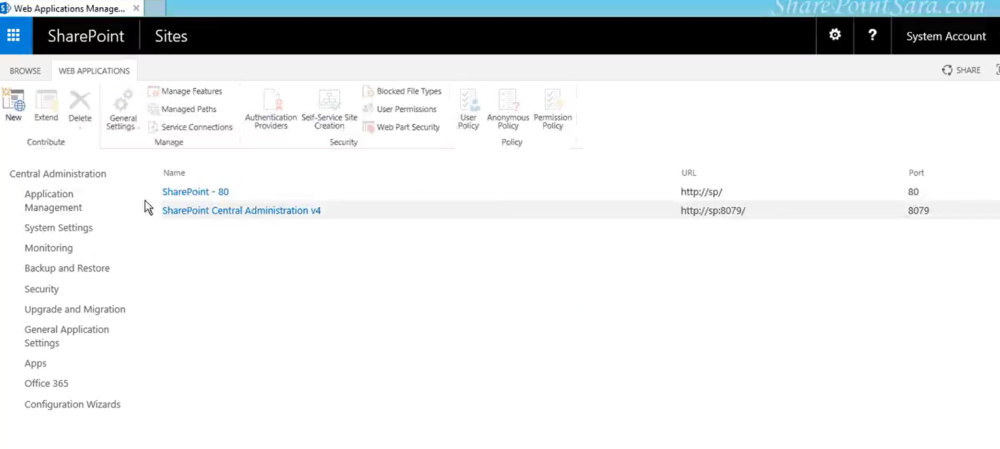 Web Applications Manage...
SharePointSara.com
SharePoint Sites System Account
BROWSE WEB APPLICATIONS SHARE
New Extend Delete General Settings Manage Features Managed Paths Service Connections Authentication Providers Self-Service Site Creation Blocked File Types User Permissions Web Part Security User Policy Anonymous Policy Permission Policy
Contribute Manage Security Policy
Central Administration
Application
Management
System Settings
Monitoring
Backup and Restore
Security
Upgrade and Migration
General Application
Settings
Apps
Office 365
Configuration Wizards
Name URL Port
SharePoint - 80 http://sp/ 80
SharePoint Central Administration v4 http://sp:8079/ 8079